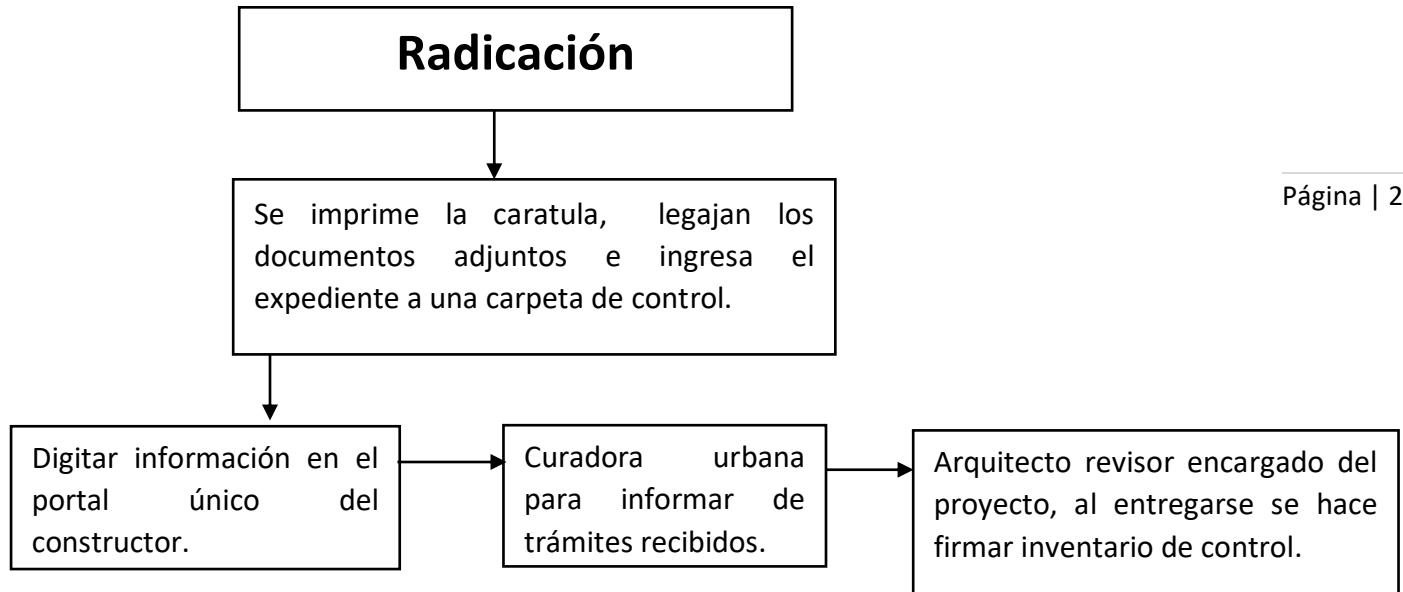 Radicación
Página | 2
Se imprime la caratula, legajan los
documentos adjuntos e ingresa el
expediente a una carpeta de control.
Digitar información en el
portal único del
constructor.
Curadora urbana
para informar de
trámites recibidos.
Arquitecto revisor encargado del
proyecto, al entregarse se hace
firmar inventario de control.